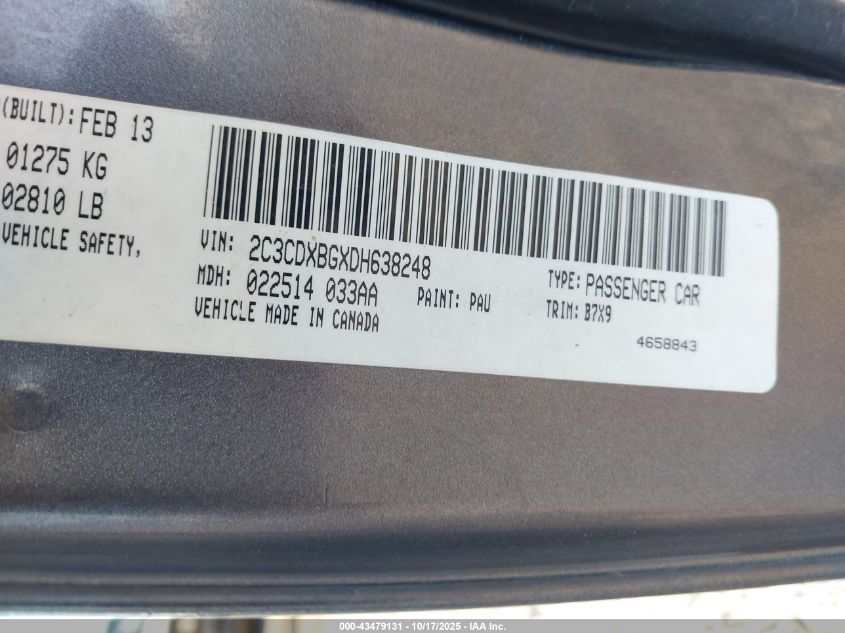 (BUILT): FEB 13
01275 KG
02810 LB
VEHICLE SAFETY,
VIN: 2C3CDXBGXDH638248
TYPE: PASSENGER CAR
MDH: 022514 033AA
PAINT: PAU
TRIM: B7X9
VEHICLE MADE IN CANADA
4658843
000-43479131 - 10/17/2025 - IAA Inc.